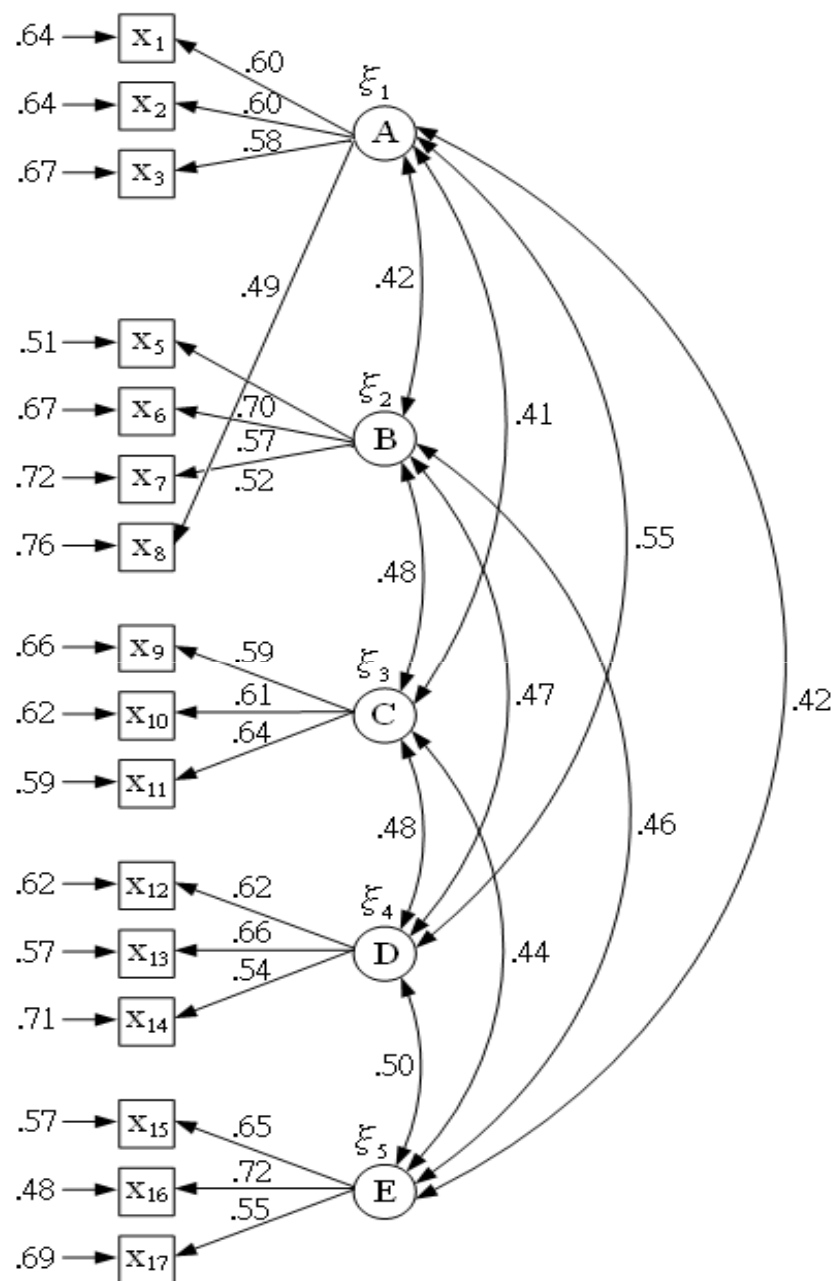 .64 x₁ .60 ξ₁
.64 x₂ .60 A
.67 x₃ .58
.49 .42
.51 x₅ ξ₂
.67 x₆ .70 B .41
.72 x₇ .57
.52
.76 x₈ .48 .55
.66 x₉ .59 ξ₃
.62 x₁₀ .61 C .47 .42
.59 x₁₁ .64
.48 .46
.62 x₁₂ .62 ξ₄
.57 x₁₃ .66 D .44
.71 x₁₄ .54
.50
.57 x₁₅ .65 ξ₅
.48 x₁₆ .72 E
.69 x₁₇ .55